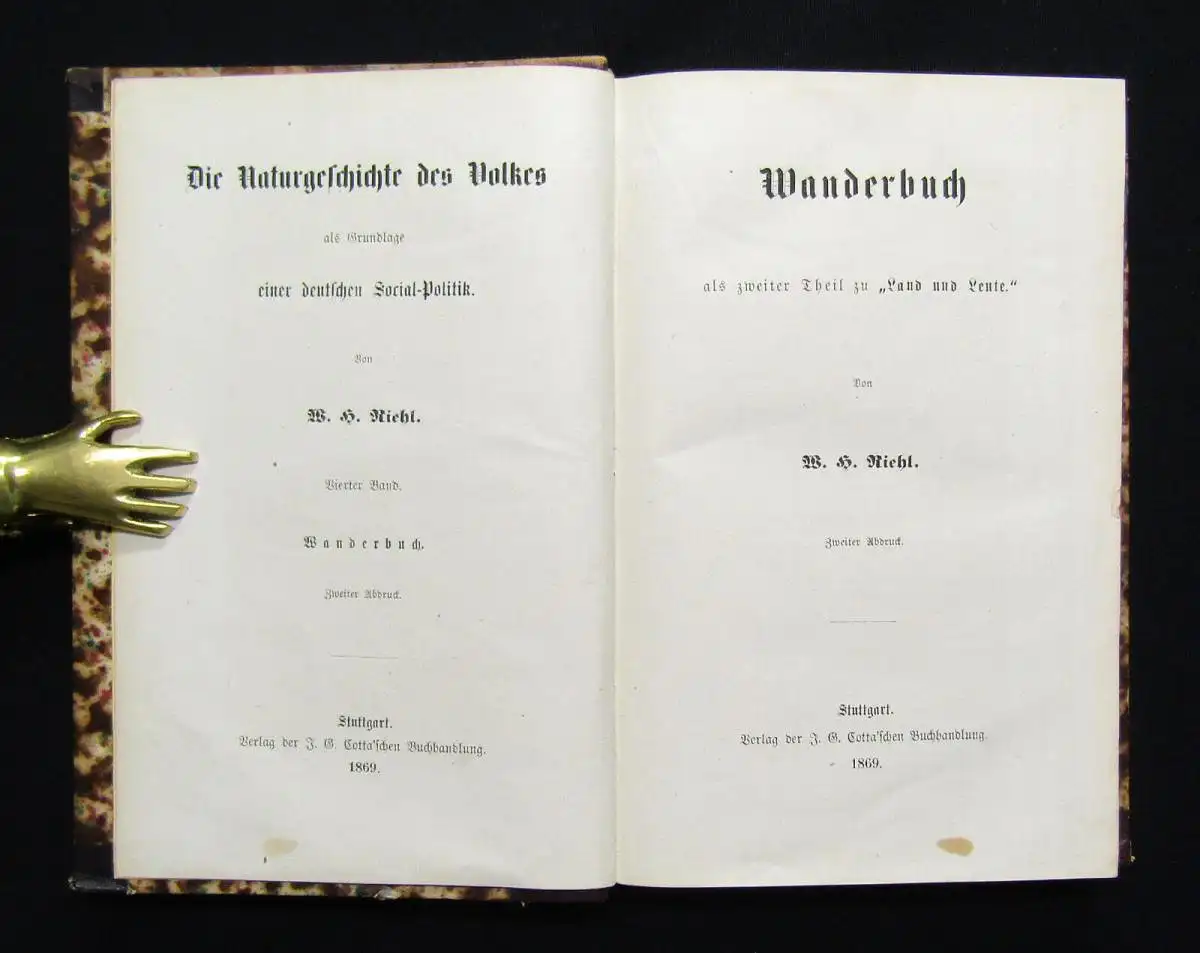 Die Naturgeschichte des Volkes
als Grundlage
einer deutschen Social-Politik.
Von
W. H. Riehl.
Vierter Band.
Wanderbuch.
Zweiter Abdruck.
Stuttgart.
Verlag der J. G. Cotta'schen Buchhandlung.
1869.
Wanderbuch
als zweiter Theil zu „Land und Leute.“
Von
W. H. Riehl.
Zweiter Abdruck.
Stuttgart.
Verlag der J. G. Cotta'schen Buchhandlung.
1869.